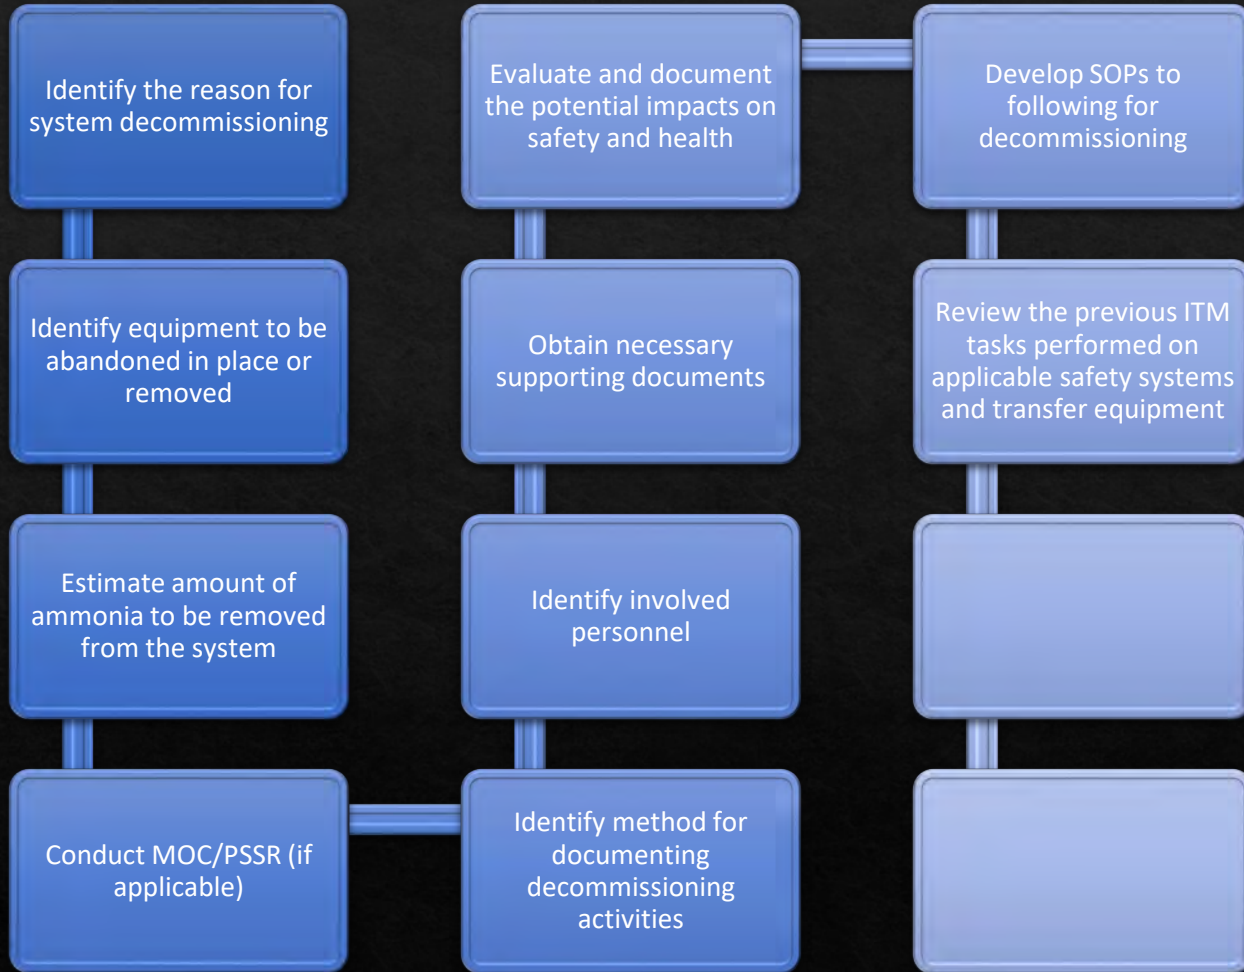 Identify the reason for
system decommissioning
Identify equipment to be
abandoned in place or
removed
Estimate amount of
ammonia to be removed
from the system
Conduct MOC/PSSR (if
applicable)
Identify method for
documenting
decommissioning
activities
Identify involved
personnel
Obtain necessary
supporting documents
Evaluate and document
the potential impacts on
safety and health
Develop SOPs to
following for
decommissioning
Review the previous ITM
tasks performed on
applicable safety systems
and transfer equipment